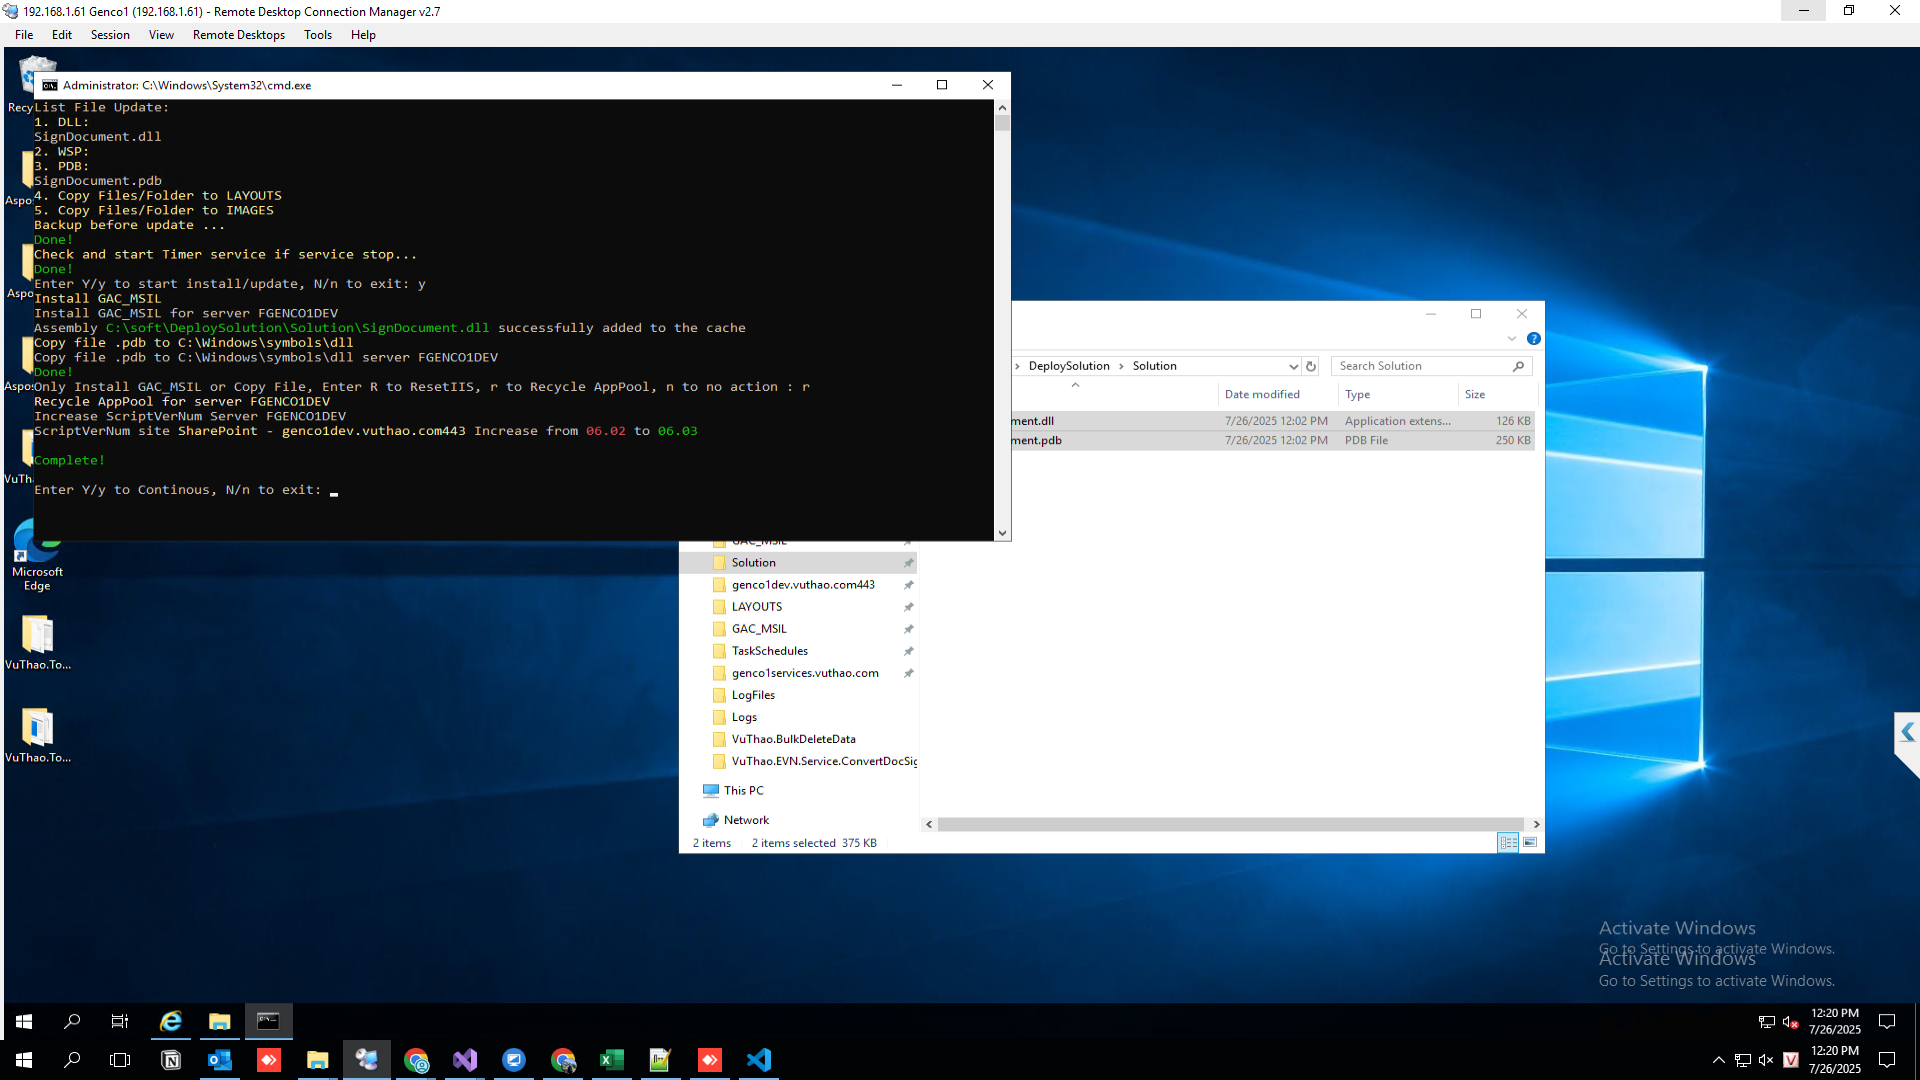 192.168.1.61 Genco1 (192.168.1.61) - Remote Desktop Connection Manager v2.7
File Edit Session View Remote Desktops Tools Help
Administrator: C:\Windows\System32\cmd.exe
List File Update:
1. DLL:
SignDocument.dll
2. WSP:
3. PDB:
SignDocument.pdb
4. Copy Files/Folder to LAYOUTS
5. Copy Files/Folder to IMAGES
Backup before update ...
Done!
Check and start Timer service if service stop...
Done!
Enter Y/y to start install/update, N/n to exit: y
Install GAC_MSIL
Install GAC_MSIL for server FGENCO1DEV
Assembly C:\soft\DeploySolution\Solution\SignDocument.dll successfully added to the cache
Copy file .pdb to C:\Windows\symbols\dll
Copy file .pdb to C:\Windows\symbols\dll server FGENCO1DEV
Done!
Only Install GAC_MSIL or Copy File, Enter R to ResetIIS, r to Recycle AppPool, n to no action : r
Recycle AppPool for server FGENCO1DEV
Increase ScriptVerNum Server FGENCO1DEV
ScriptVerNum site SharePoint - genco1dev.vuthao.com443 Increase from 06.02 to 06.03
Complete!
Enter Y/y to Continous, N/n to exit:
Recy
Aspo
Aspo
Aspos
VuTh
Microsoft
Edge
VuThao.To...
VuThao.To...
DeploySolution > Solution
Search Solution
Date modified Type Size
ment.dll 7/26/2025 12:02 PM Application extens... 126 KB
ment.pdb 7/26/2025 12:02 PM PDB File 250 KB
GAC_MSIL
Solution
genco1dev.vuthao.com443
LAYOUTS
GAC_MSIL
TaskSchedules
genco1services.vuthao.com
LogFiles
Logs
VuThao.BulkDeleteData
VuThao.EVN.Service.ConvertDocSig
This PC
Network
2 items 2 items selected 375 KB
Activate Windows
Go to Settings to activate Windows.
Activate Windows
Go to Settings to activate Windows.
12:20 PM
7/26/2025
12:20 PM
7/26/2025